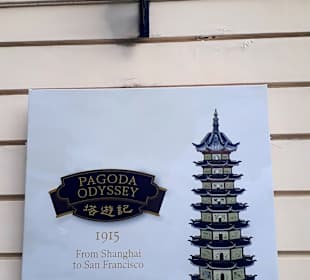 PAGODA
ODYSSEY
塔遊記
1915
From Shanghai
to San Francisco